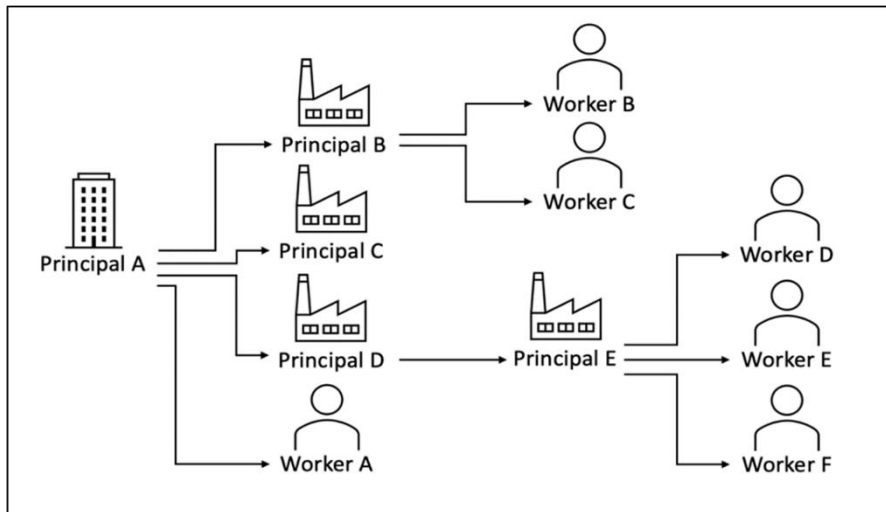 Worker B
Principal B
Worker C
Principal A
Principal C
Worker D
Principal D
Principal E
Worker E
Worker A
Worker F